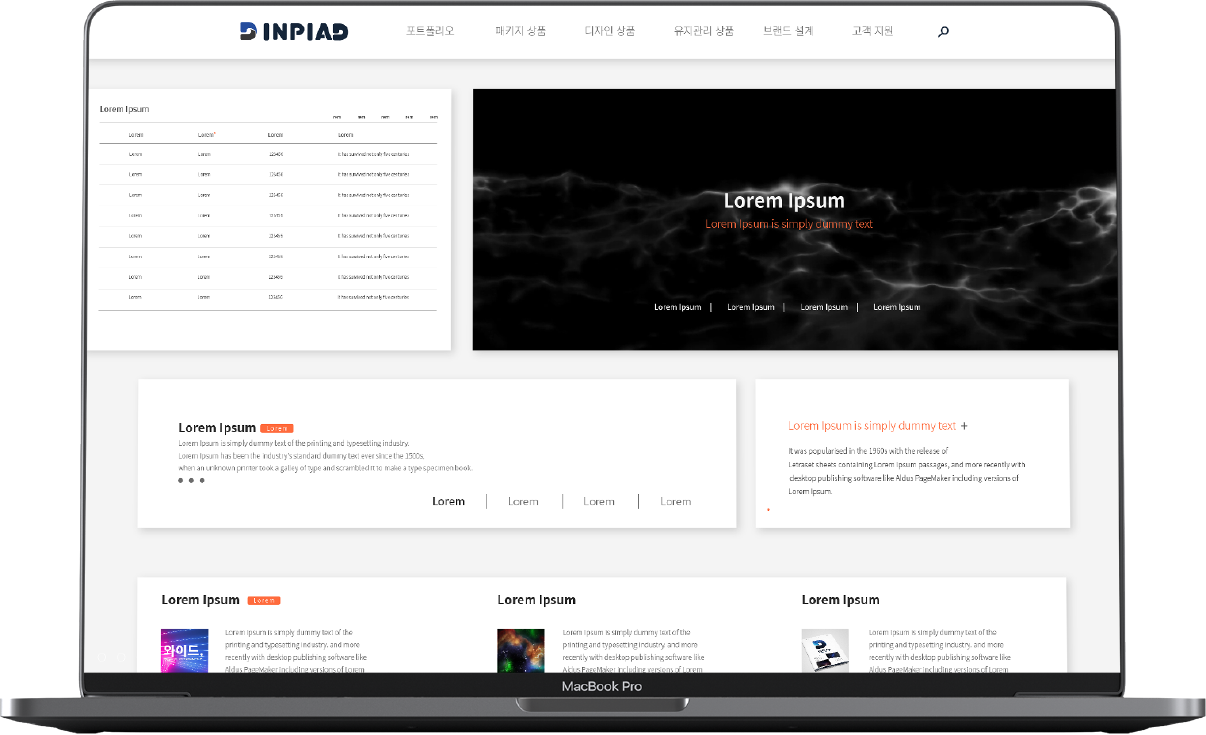 DINPIAD
포트폴리오 패키지 상품 디자인 상품 유지관리 상품 브랜드 설계 고객 지원
Lorem Ipsum
Lorem Lorem* Lorem Lorem
Lorem Lorem 123456 It has survived not only five centuries
Lorem Lorem 123456 It has survived not only five centuries
Lorem Lorem 123456 It has survived not only five centuries
Lorem Lorem 123456 It has survived not only five centuries
Lorem Lorem 123456 It has survived not only five centuries
Lorem Lorem 123456 It has survived not only five centuries
Lorem Lorem 123456 It has survived not only five centuries
Lorem Lorem 123456 It has survived not only five centuries
Lorem Ipsum
Lorem Ipsum is simply dummy text
Lorem Ipsum | Lorem Ipsum | Lorem Ipsum | Lorem Ipsum
Lorem Ipsum Lorem
Lorem Ipsum is simply dummy text of the printing and typesetting industry.
Lorem Ipsum has been the industry's standard dummy text ever since the 1500s,
when an unknown printer took a galley of type and scrambled it to make a type specimen book.
Lorem | Lorem | Lorem | Lorem
Lorem Ipsum is simply dummy text +
It was popularised in the 1960s with the release of
Letraset sheets containing Lorem Ipsum passages, and more recently with
desktop publishing software like Aldus PageMaker including versions of
Lorem Ipsum.
Lorem Ipsum Lorem
와이드,
Lorem Ipsum is simply dummy text of the
printing and typesetting industry. and more
recently with desktop publishing software like
Aldus PageMaker including versions of Lorem
Lorem Ipsum
Lorem Ipsum is simply dummy text of the
printing and typesetting industry. and more
recently with desktop publishing software like
Aldus PageMaker including versions of Lorem
Lorem Ipsum
Lorem Ipsum is simply dummy text of the
printing and typesetting industry. and more
recently with desktop publishing software like
Aldus PageMaker including versions of Lorem
MacBook Pro